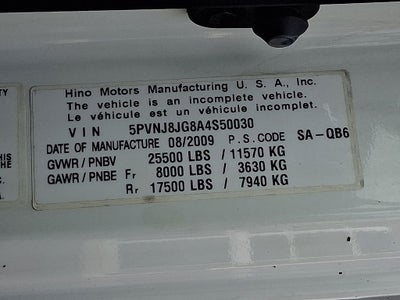 Hino Motors Manufacturing U. S. A., Inc.
The vehicle is an incomplete vehicle.
Le véhicule est un véhicule incomplet.
VIN 5PVNJ8JG8A4S50030
DATE OF MANUFACTURE 08/2009 P.S.CODE SA-QB6
GVWR/PNBV 25500 LBS / 11570 KG
GAWR/PNBE Fr 8000 LBS / 3630 KG
Rr 17500 LBS / 7940 KG